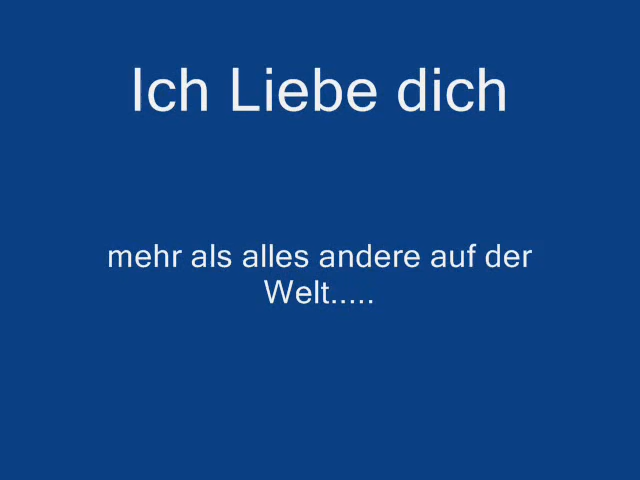 Ich Liebe dich
mehr als alles andere auf der
Welt.....